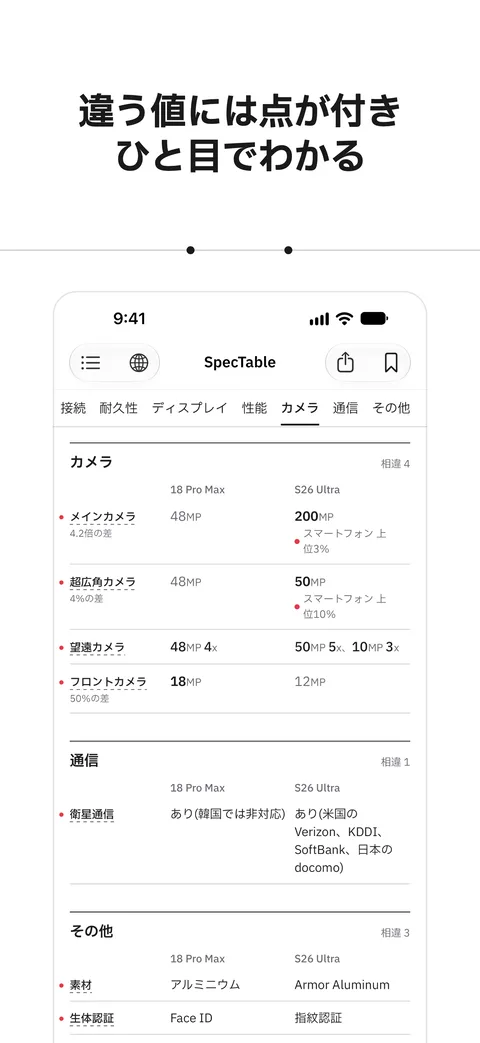 違う値には点が付き
ひと目でわかる
9:41
SpecTable
接続 耐久性 ディスプレイ 性能 カメラ 通信 その他
カメラ 相違 4
18 Pro Max S26 Ultra
メインカメラ 48MP 200MP
4.2倍の差 スマートフォン 上
位3%
超広角カメラ 48MP 50MP
4%の差 スマートフォン 上
位10%
望遠カメラ 48MP 4x 50MP 5x、10MP 3x
フロントカメラ 18MP 12MP
50%の差
通信 相違 1
18 Pro Max S26 Ultra
衛星通信 あり(韓国では非対応) あり(米国の
Verizon、KDDI、
SoftBank、日本の
docomo)
その他 相違 3
18 Pro Max S26 Ultra
素材 アルミニウム Armor Aluminum
生体認証 Face ID 指紋認証